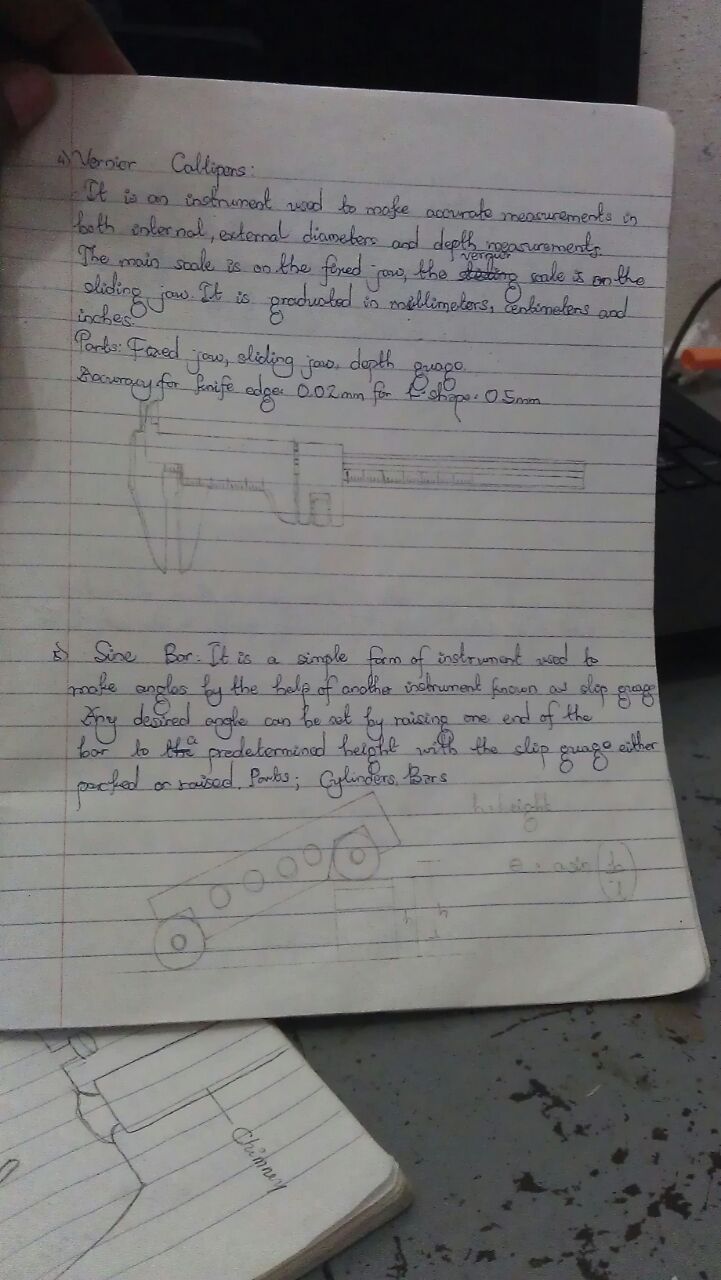 4) Vernier Callipers:
It is an instrument used to make accurate measurements in
both internal, external diameters and depth measurements.
The main scale is on the fixed jaw, the vernier scale is on the
sliding jaw. It is graduated in millimeters, centimeters and
inches.
Parts: Fixed jaw, sliding jaw, depth guage.
Accuracy for knife edge: 0.02mm for shape: 0.5mm
5) Sine Bar: It is a simple form of instrument used to
make angles by the help of another instrument known as slip guage
Any desired angle can be set by raising one end of the
bar to a predetermined height with the slip guage either
packed or raised. Parts; Cylinders, Bars
h: height
θ = asin (h/l)
h
Chimney